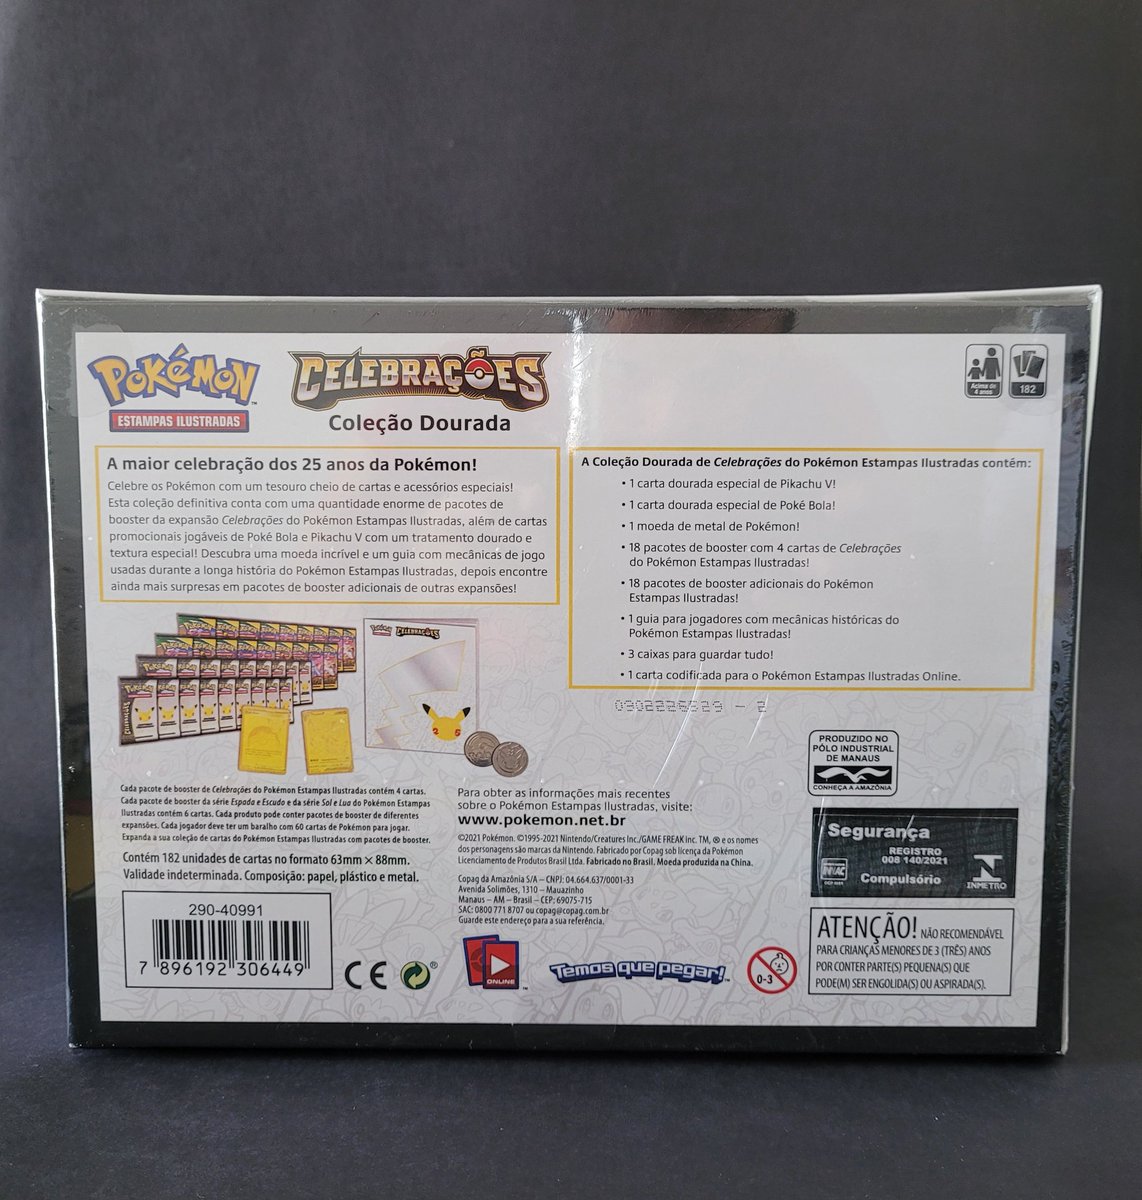 POKéMON
ESTAMPAS ILUSTRADAS
CELEBRAÇÕES
Coleção Dourada
Acima de
4 anos
182
A maior celebração dos 25 anos da Pokémon!
Celebre os Pokémon com um tesouro cheio de cartas e acessórios especiais!
Esta coleção definitiva conta com uma quantidade enorme de pacotes de
booster da expansão Celebrações do Pokémon Estampas Ilustradas, além de cartas
promocionais jogáveis de Poké Bola e Pikachu V com um tratamento dourado e
textura especial! Descubra uma moeda incrível e um guia com mecânicas de jogo
usadas durante a longa história do Pokémon Estampas Ilustradas, depois encontre
ainda mais surpresas em pacotes de booster adicionais de outras expansões!
A Coleção Dourada de Celebrações do Pokémon Estampas Ilustradas contém:
• 1 carta dourada especial de Pikachu V!
• 1 carta dourada especial de Poké Bola!
• 1 moeda de metal de Pokémon!
• 18 pacotes de booster com 4 cartas de Celebrações
do Pokémon Estampas Ilustradas!
• 18 pacotes de booster adicionais do Pokémon
Estampas Ilustradas!
• 1 guia para jogadores com mecânicas históricas do
Pokémon Estampas Ilustradas!
• 3 caixas para guardar tudo!
• 1 carta codificada para o Pokémon Estampas Ilustradas Online.
POKéMON CELEBRAÇÕES
Cada pacote de booster de Celebrações do Pokémon Estampas Ilustradas contém 4 cartas.
Cada pacote de booster da série Espada e Escudo e da série Sol e Lua do Pokémon Estampas
Ilustradas contém 6 cartas. Cada produto pode conter pacotes de booster de diferentes
expansões. Cada jogador deve ter um baralho com 60 cartas de Pokémon para jogar.
Expanda a sua coleção de cartas do Pokémon Estampas Ilustradas com pacotes de booster.
Contém 182 unidades de cartas no formato 63mm × 88mm.
Validade indeterminada. Composição: papel, plástico e metal.
290-40991
7 896192 306449
CE
®
Para obter as informações mais recentes
sobre o Pokémon Estampas Ilustradas, visite:
www.pokemon.net.br
©2021 Pokémon. ©1995-2021 Nintendo/Creatures Inc./GAME FREAK inc. TM, ® e os nomes
dos personagens são marcas da Nintendo. Fabricado por Copag sob licença da Pokémon
Licenciamento de Produtos Brasil Ltda. Fabricado no Brasil. Moeda produzida na China.
Copag da Amazônia S/A – CNPJ: 04.664.637/0001-33
Avenida Solimões, 1310 – Mauazinho
Manaus – AM – Brasil – CEP: 69075-715
SAC: 0800 771 8707 ou copag@copag.com.br
Guarde este endereço para a sua referência.
ONLINE
Temos que pegar!
0-3
PRODUZIDO NO
PÓLO INDUSTRIAL
DE MANAUS
CONHEÇA A AMAZÔNIA
Segurança
REGISTRO
008 140/2021
Compulsório
INMETRO
ATENÇÃO! NÃO RECOMENDÁVEL
PARA CRIANÇAS MENORES DE 3 (TRÊS) ANOS
POR CONTER PARTE(S) PEQUENA(S) QUE
PODE(M) SER ENGOLIDA(S) OU ASPIRADA(S).